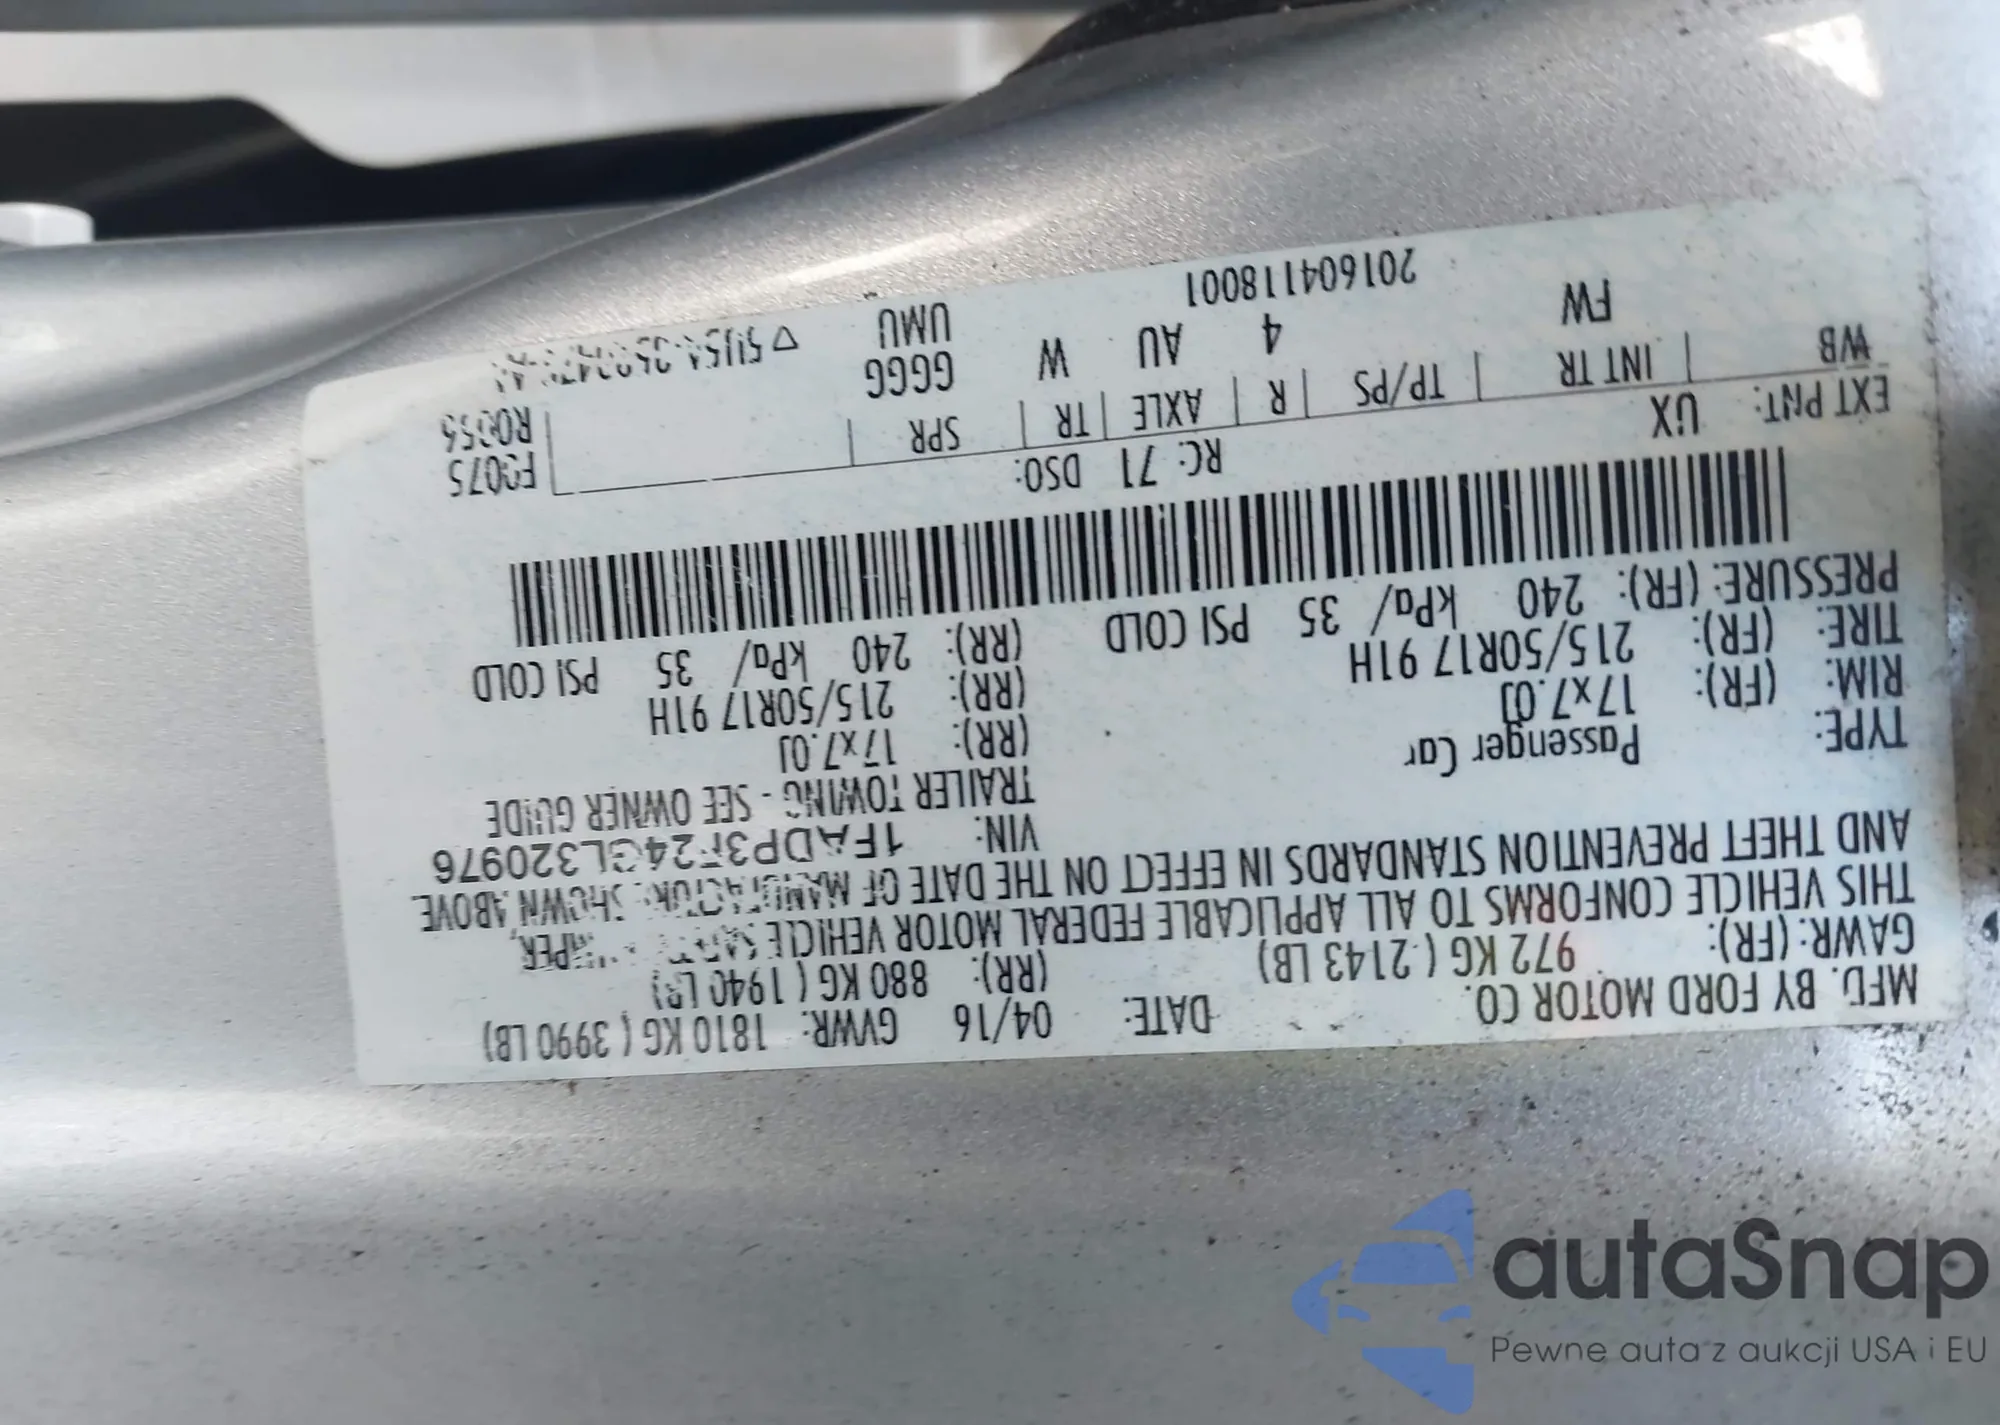 MFD. BY FORD MOTOR CO.
DATE: 04/16 GVWR: 1810 KG ( 3990 LB)
GAWR: (FR): 972 KG ( 2143 LB) (RR): 880 KG ( 1940 LB)
THIS VEHICLE CONFORMS TO ALL APPLICABLE FEDERAL MOTOR VEHICLE
AND THEFT PREVENTION STANDARDS IN EFFECT ON THE DATE OF MANUFACTURE SHOWN ABOVE.
VIN: 1FADP3F24GL320976
TYPE: Passenger Car TRAILER TOWING - SEE OWNER GUIDE
RIM: (FR): 17x7.0J (RR): 17x7.0J
TIRE: (FR): 215/50R17 91H (RR): 215/50R17 91H
PRESSURE: (FR): 240 kPa/ 35 PSI COLD (RR): 240 kPa/ 35 PSI COLD
EXT PNT: UX RC: 71 DSO: F0075
WB | INT TR | TP/PS | R | AXLE | TR | SPR
FW 4 AU W GGGG
UMU
201604118001
autaSnap
Pewne auta z aukcji USA i EU